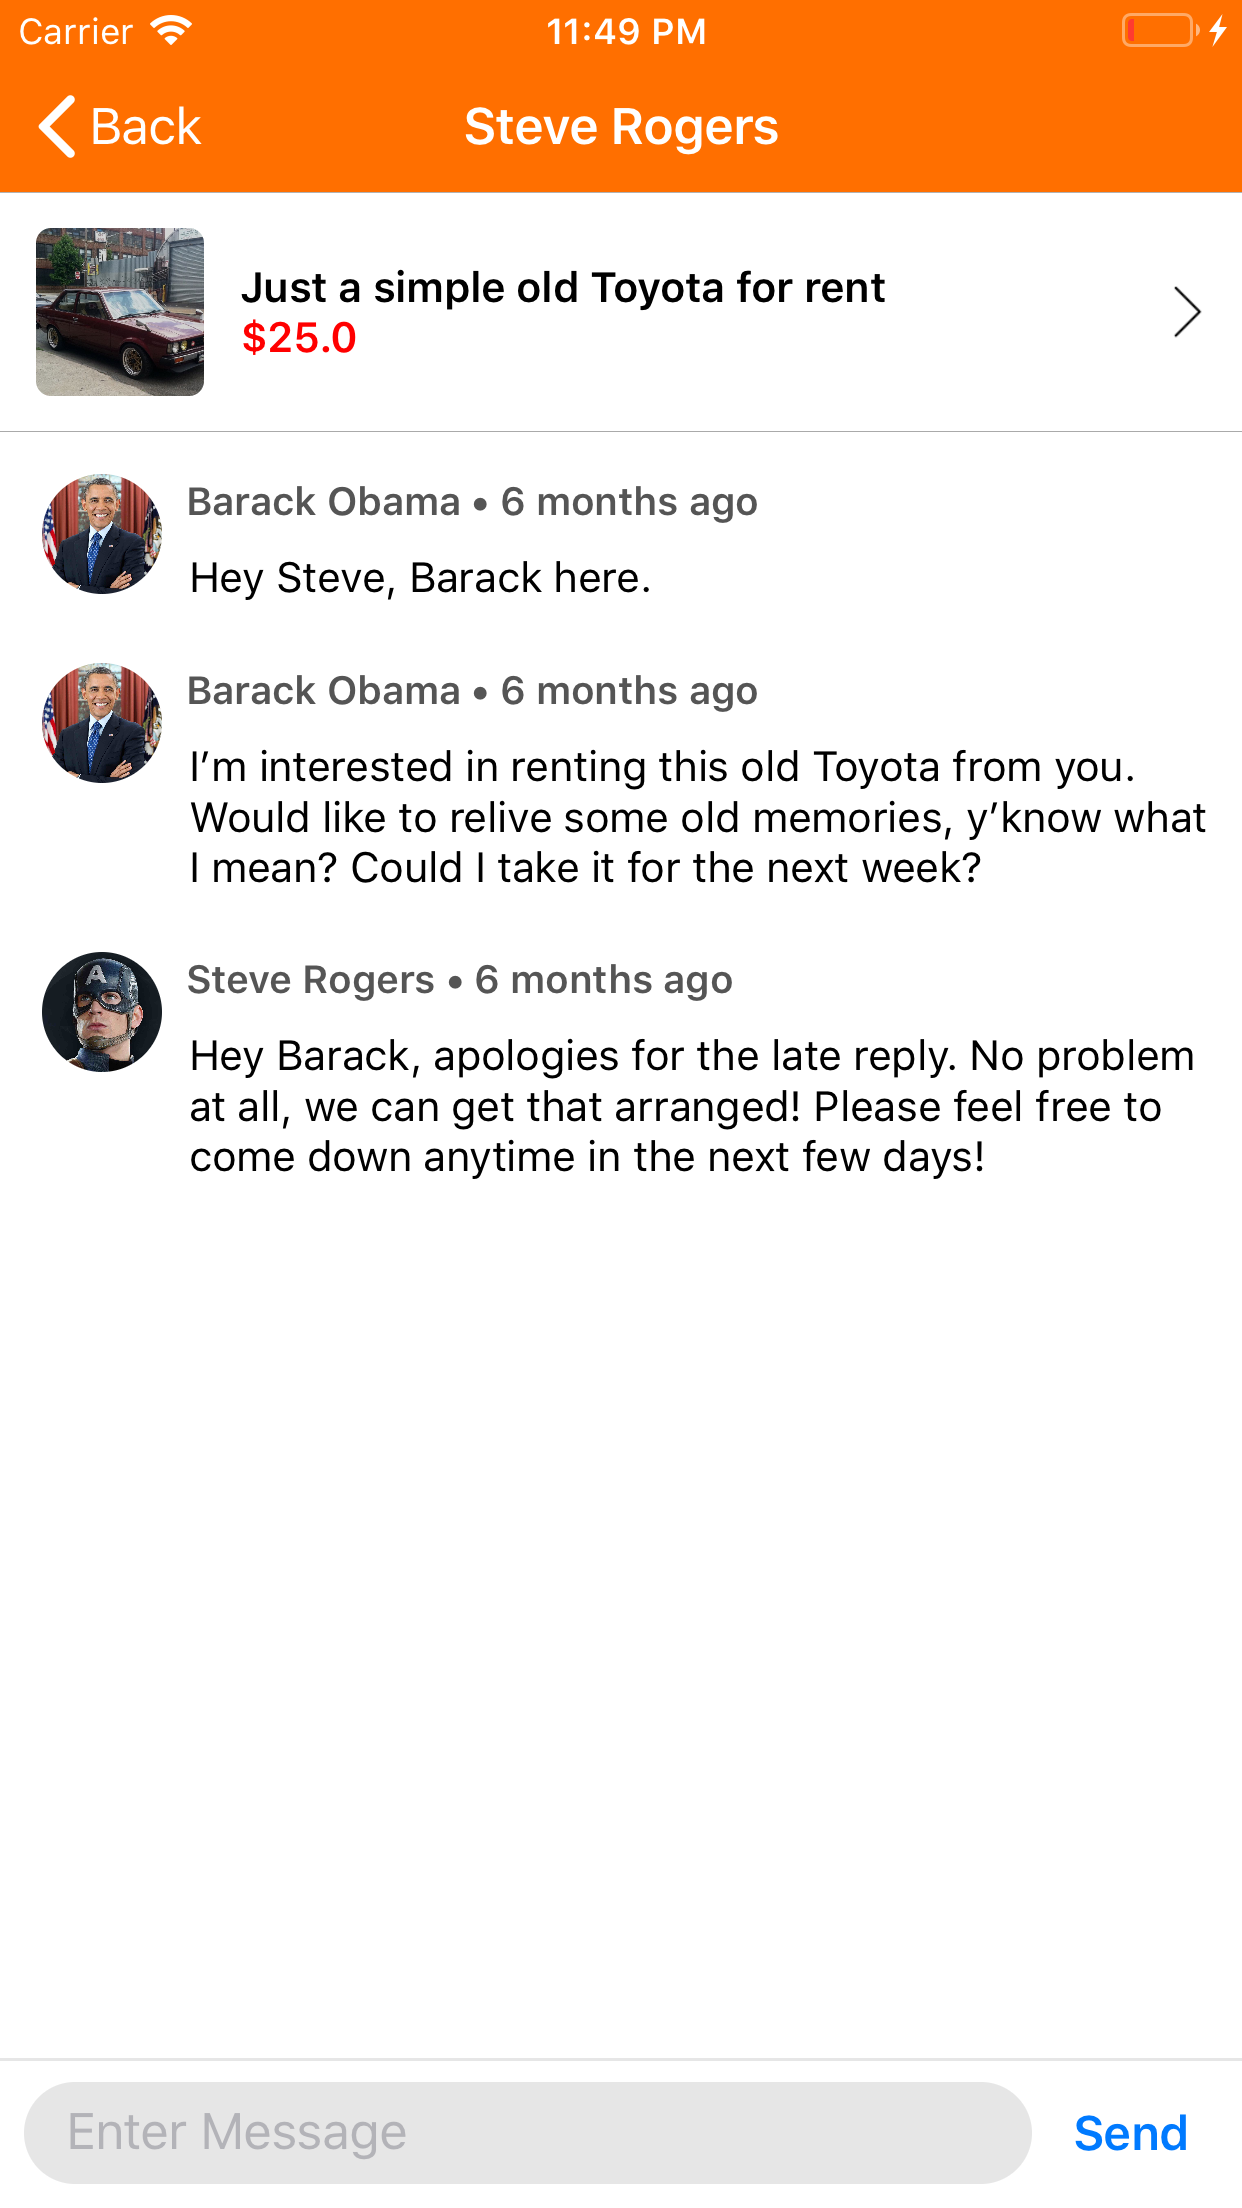 Carrier
11:49 PM
Back
Steve Rogers
Just a simple old Toyota for rent
$25.0
Barack Obama • 6 months ago
Hey Steve, Barack here.
Barack Obama • 6 months ago
I’m interested in renting this old Toyota from you.
Would like to relive some old memories, y’know what
I mean? Could I take it for the next week?
Steve Rogers • 6 months ago
Hey Barack, apologies for the late reply. No problem
at all, we can get that arranged! Please feel free to
come down anytime in the next few days!
Enter Message
Send